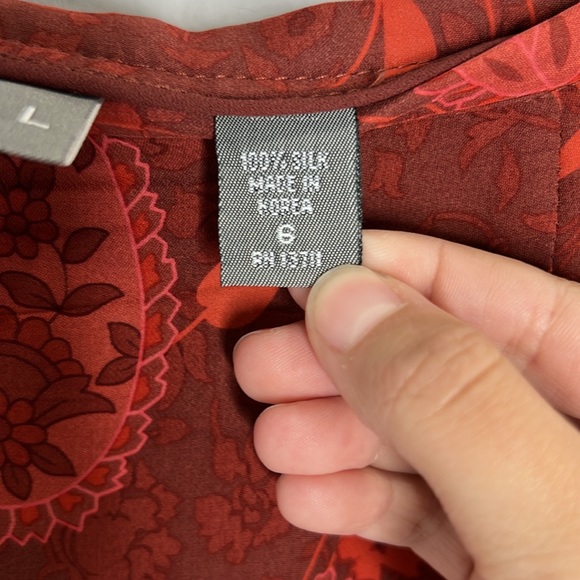 100% SILK
MADE IN
KOREA
6
RN 13711